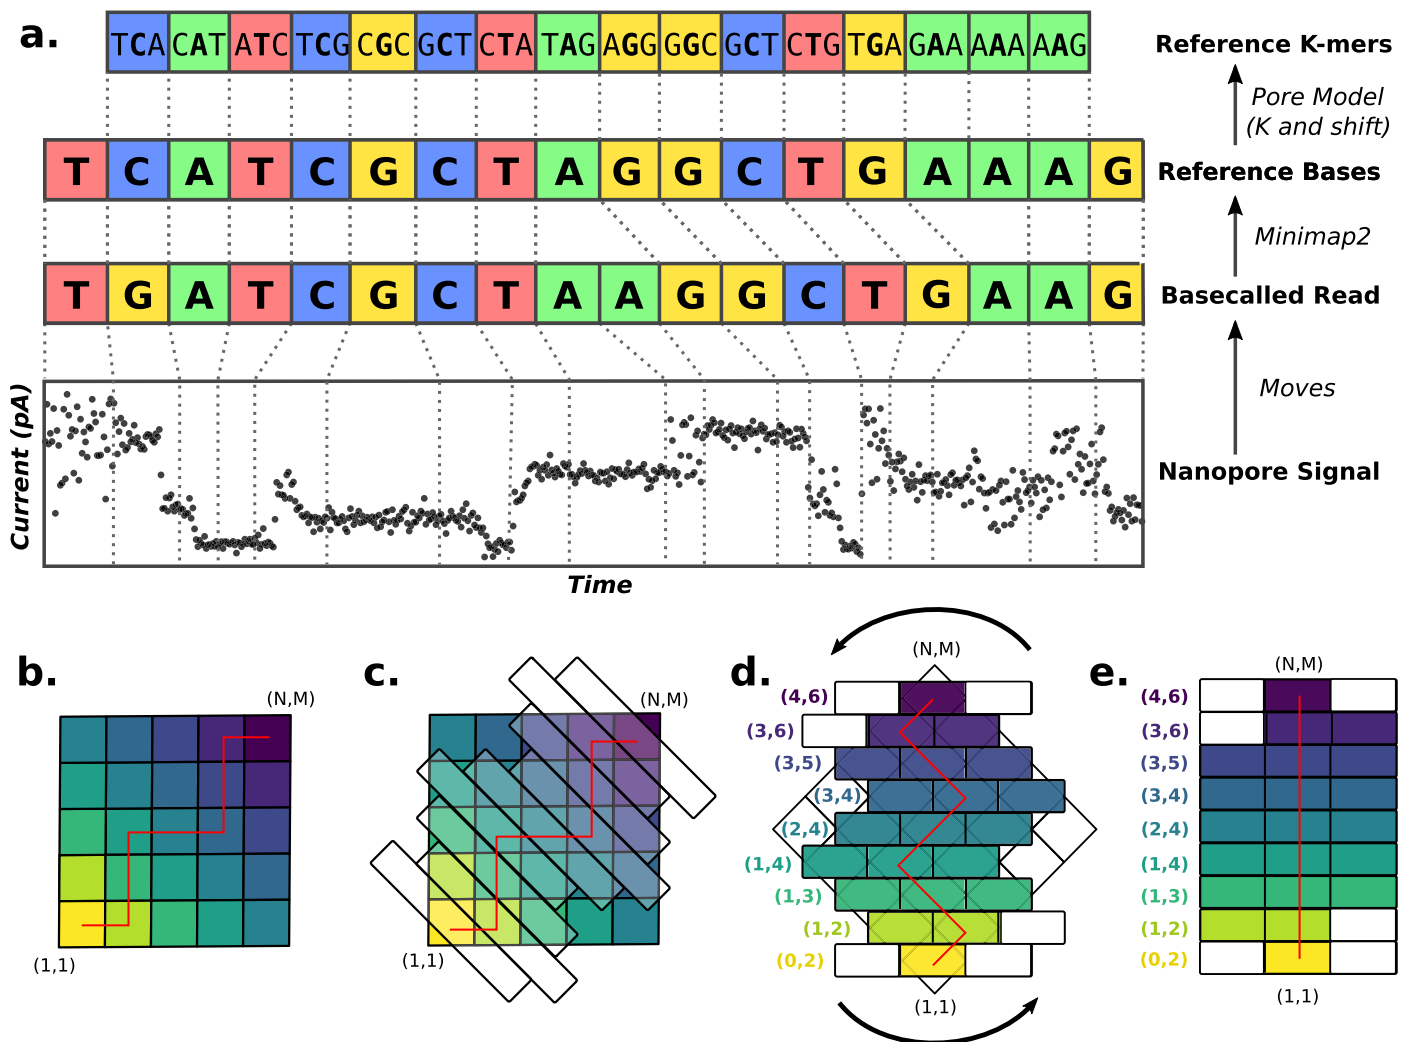 a.
TCA CAT ATC TCG CGC GCT CTA TAG AGG GGC GCT CTG TGA GAA AAA AAG
Reference K-mers
Pore Model
(K and shift)
T C A T C G C T A G G C T G A A A G
Reference Bases
Minimap2
T G A T C G C T A A G G C T G A A G
Basecalled Read
Moves
Current (pA)
Nanopore Signal
Time
b.
(N,M)
(1,1)
c.
(N,M)
(1,1)
d.
(N,M)
(4,6)
(3,6)
(3,5)
(3,4)
(2,4)
(1,4)
(1,3)
(1,2)
(0,2)
(1,1)
e.
(N,M)
(4,6)
(3,6)
(3,5)
(3,4)
(2,4)
(1,4)
(1,3)
(1,2)
(0,2)
(1,1)